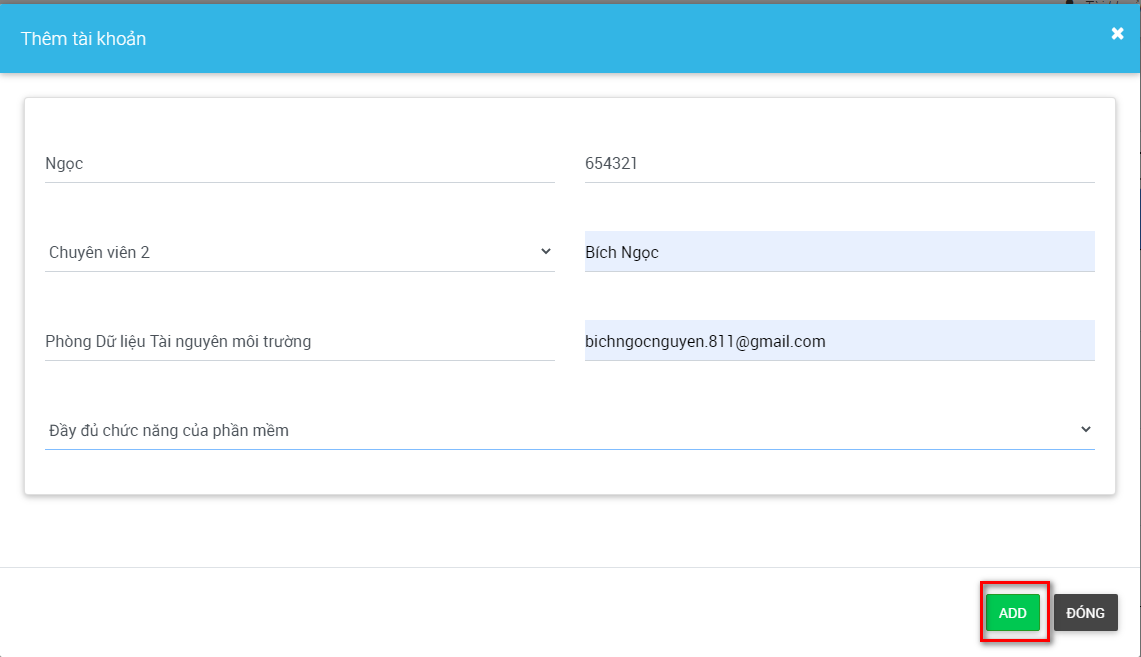 Thêm tài khoản
Ngọc
654321
Chuyên viên 2
Bích Ngọc
Phòng Dữ liệu Tài nguyên môi trường
bichngocnguyen.811@gmail.com
Đầy đủ chức năng của phần mềm
ADD
ĐÓNG